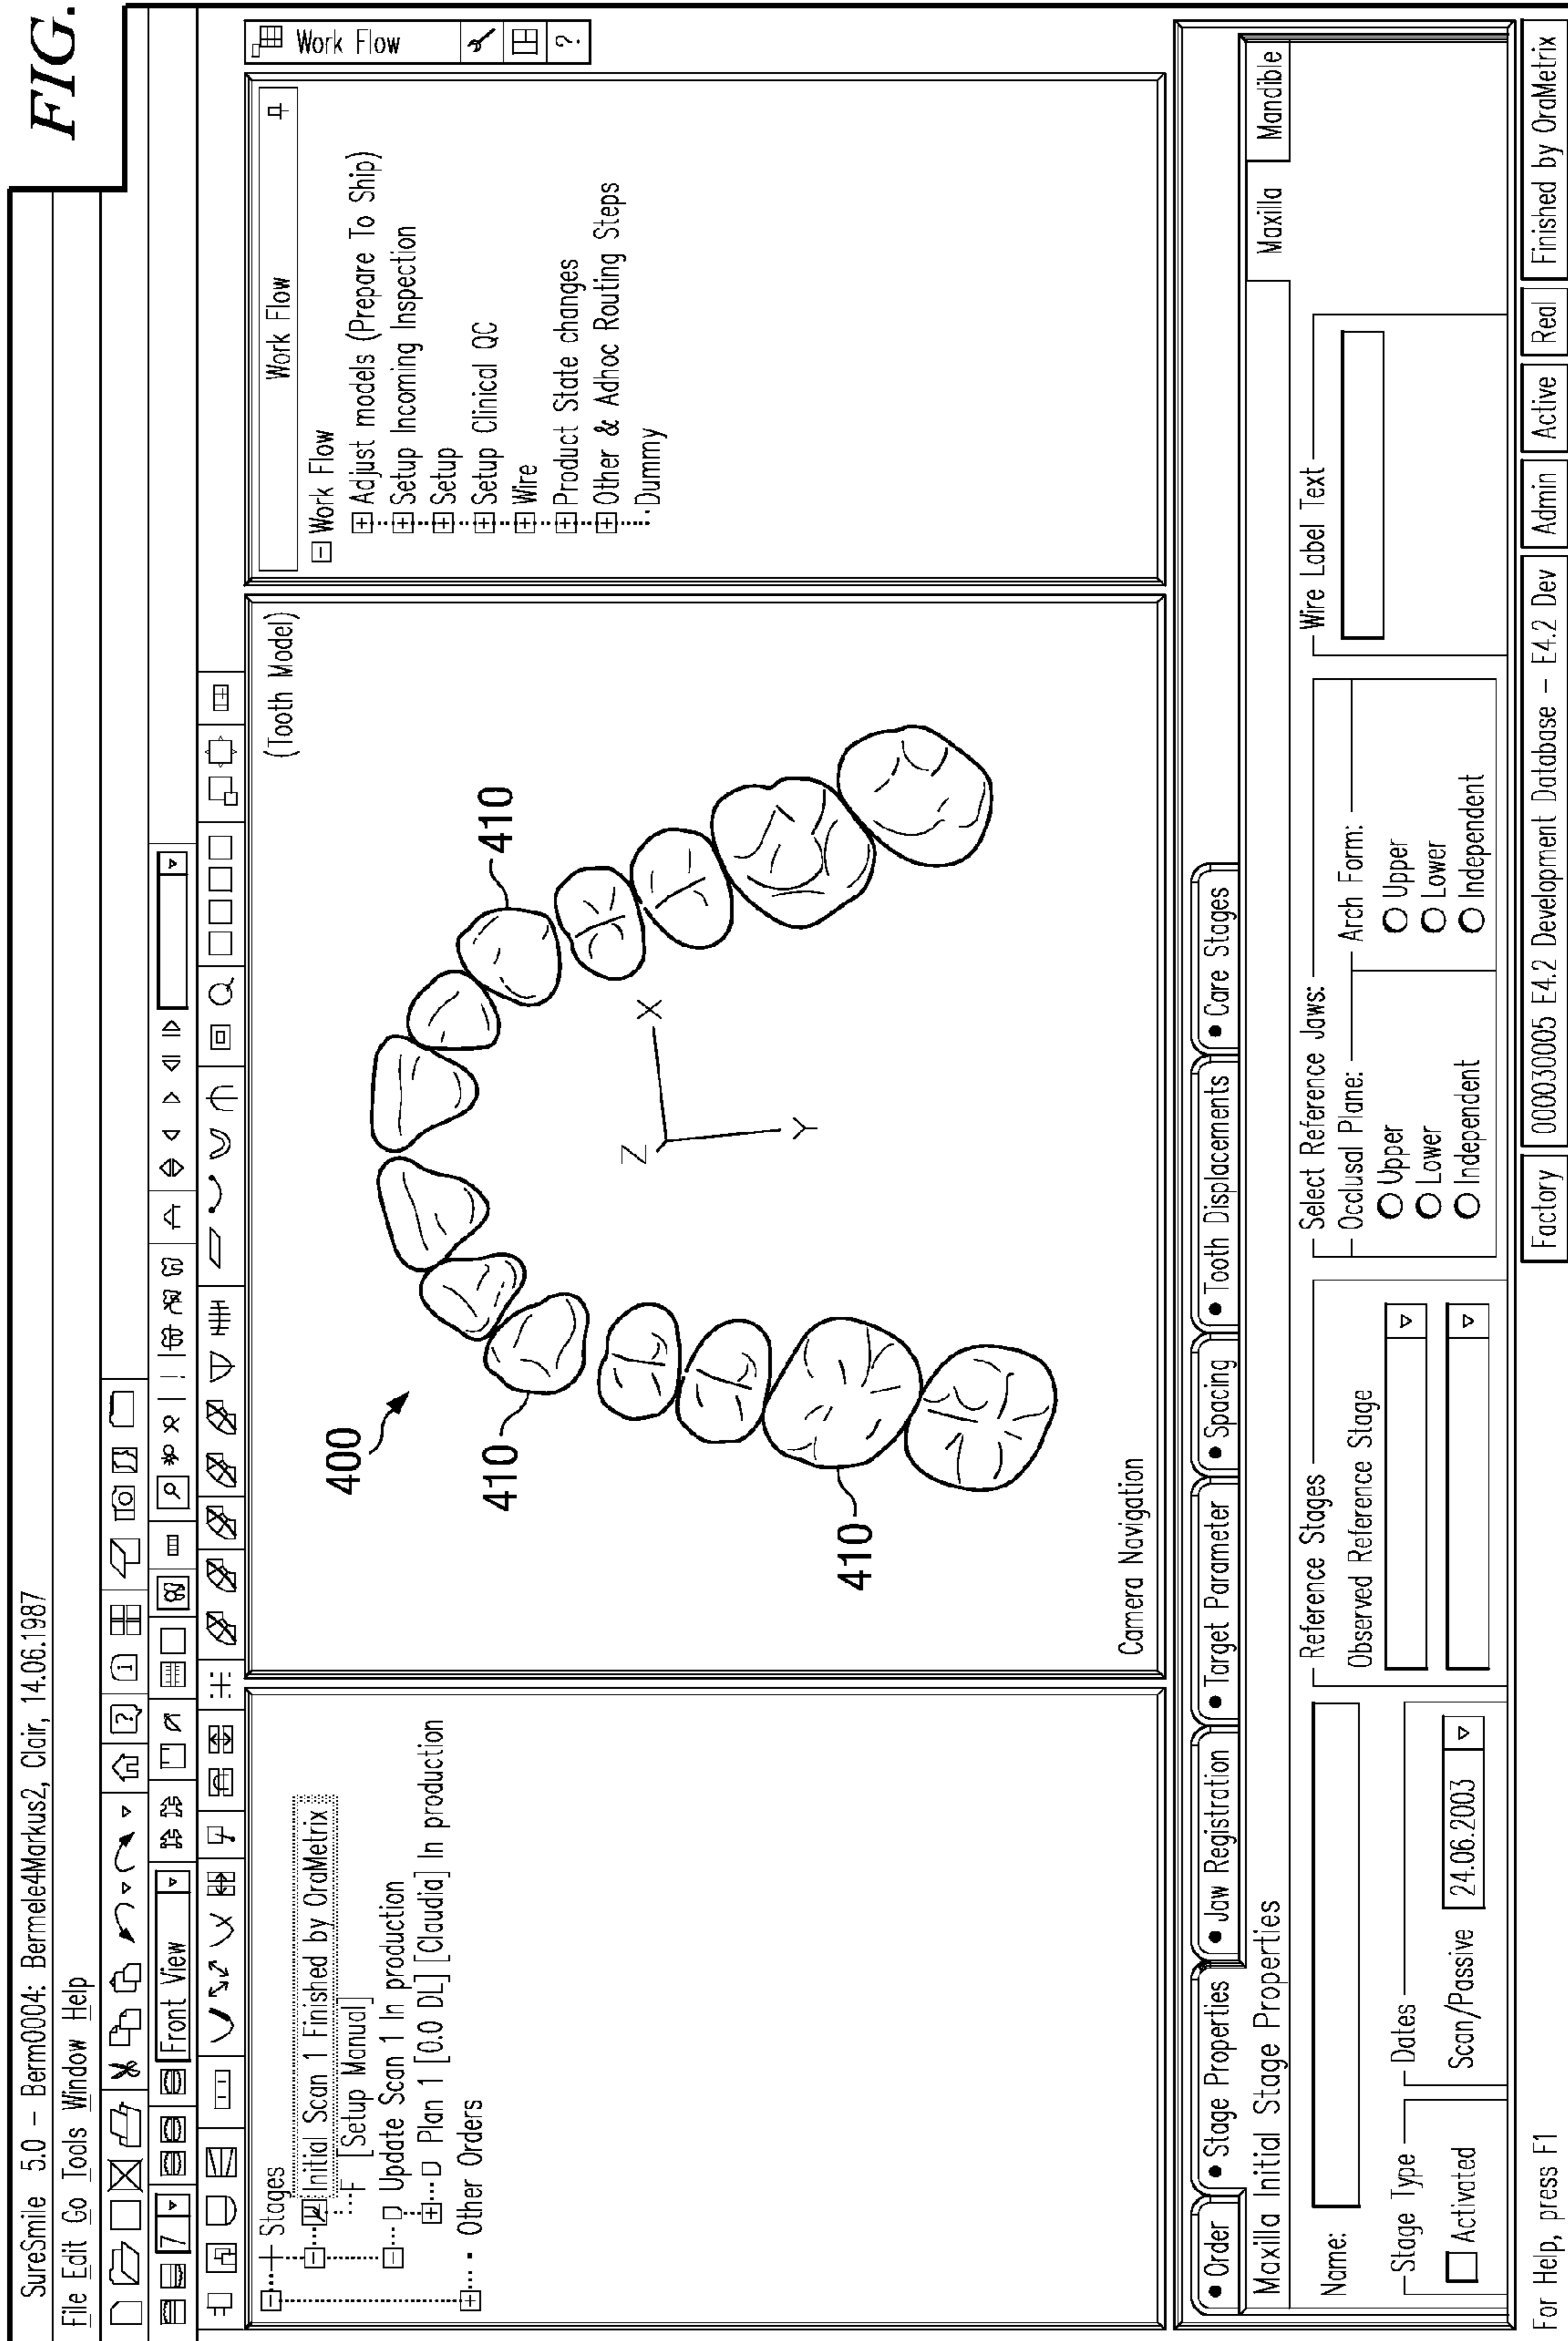 FIG.
SureSmile 5.0 – Berm0004: Bermele4Markus2, Clair, 14.06.1987
File Edit Go Tools Window Help
7
Front View
Stages
Initial Scan 1 Finished by OraMetrix
F [Setup Manual]
Update Scan 1 In production
D Plan 1 [0.0 DL] [Claudia] In production
Other Orders
(Tooth Model)
400
410
410
410
Z
X
Y
Camera Navigation
Work Flow
Work Flow
Adjust models (Prepare To Ship)
Setup Incoming Inspection
Setup
Setup Clinical QC
Wire
Product State changes
Other & Adhoc Routing Steps
Dummy
Work Flow
?
• Order • Stage Properties • Jaw Registration • Target Parameter • Spacing • Tooth Displacements • Care Stages
Maxilla Initial Stage Properties
Maxilla Mandible
Name:
Stage Type
Activated
Dates
Scan/Passive 24.06.2003
Reference Stages
Observed Reference Stage
Select Reference Jaws:
Occlusal Plane:
Upper
Lower
Independent
Arch Form:
Upper
Lower
Independent
Wire Label Text
For Help, press F1
Factory 000030005 E4.2 Development Database – E4.2 Dev Admin Active Real Finished by OraMetrix